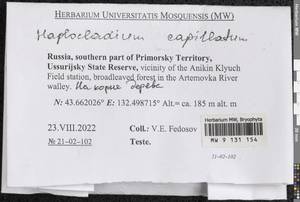 HERBARIUM UNIVERSITATIS MOSQUENSIS (MW)
Haplocladium capillatum
Russia, southern part of Primorsky Territory,
Ussurijsky State Reserve, vicinity of the Anikin Klyuch
Field station, broadleaved forest in the Artemovka River
walley. На корне дерева
N: 43.662026° E: 132.498715° Alt.= ca. 185 m alt. m
23.VIII.2022 Coll.: V.E. Fedosov
№ 21-02-102 Dete.:
Herbarium MW, Bryophyta
MW 9 131 154
21-02-102